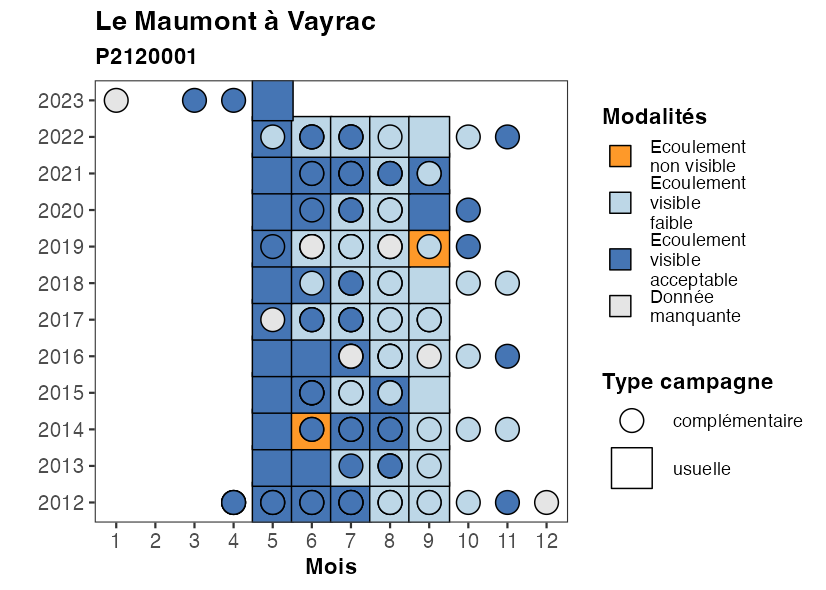 Le Maumont à Vayrac
P2120001
2023
2022
2021
2020
2019
2018
2017
2016
2015
2014
2013
2012
1 2 3 4 5 6 7 8 9 10 11 12
Mois
Modalités
Ecoulement
non visible
Ecoulement
visible
faible
Ecoulement
visible
acceptable
Donnée
manquante
Type campagne
complémentaire
usuelle